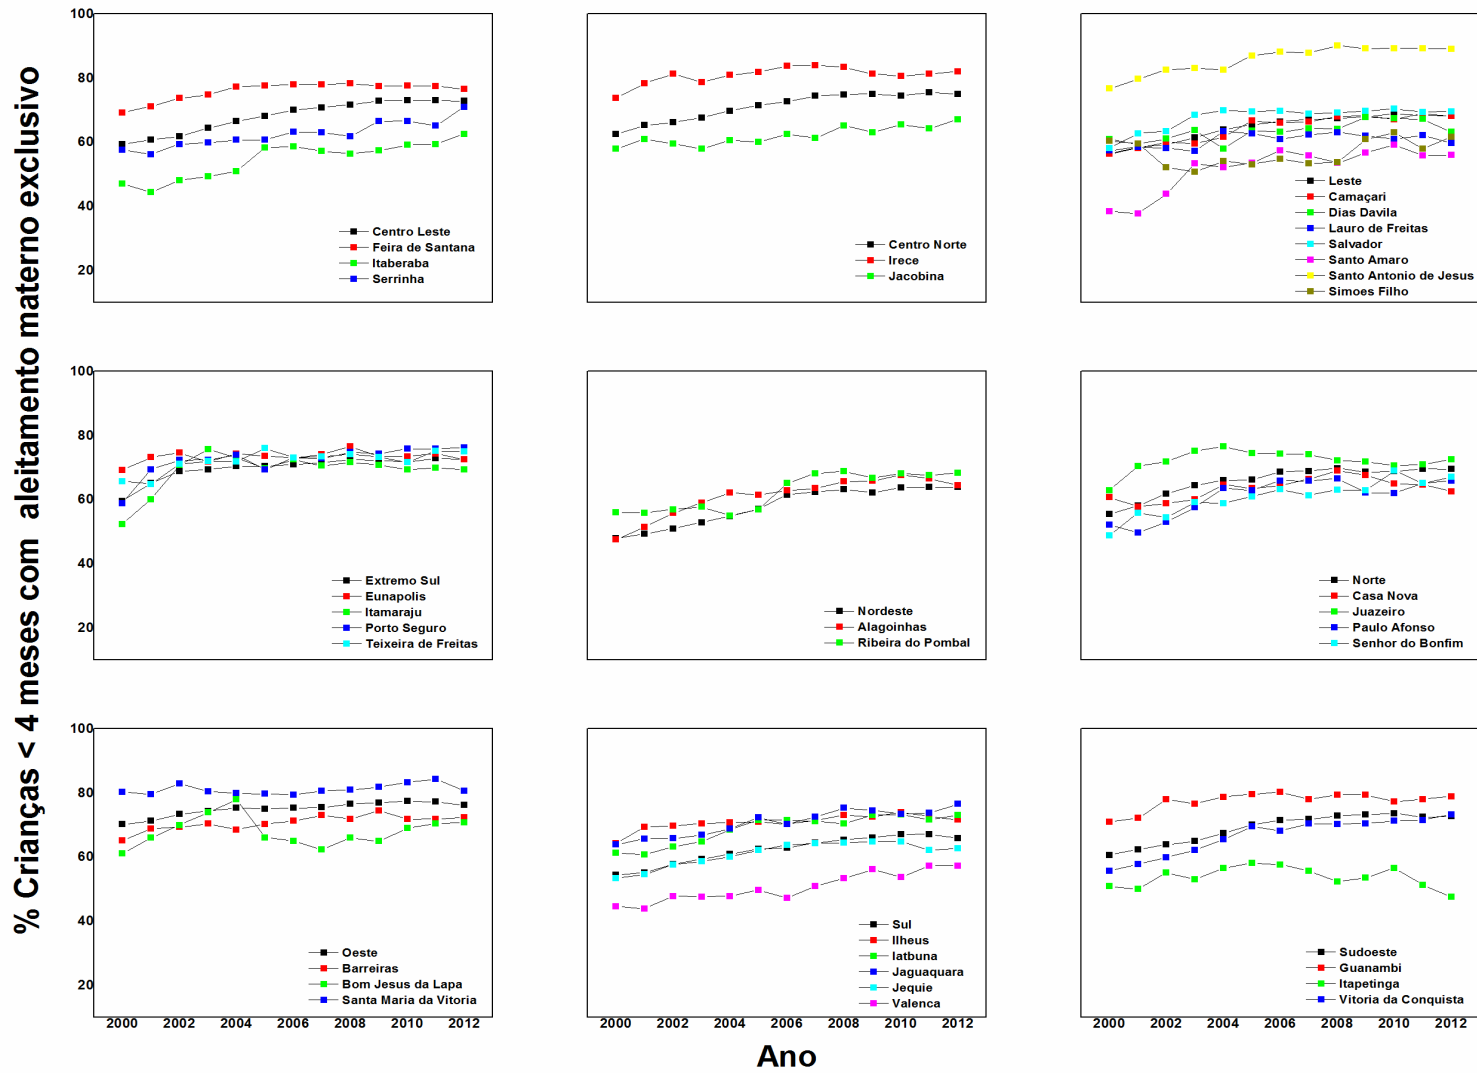 % Crianças < 4 meses com aleitamento materno exclusivo
100
80
60
40
20
Centro Leste
Feira de Santana
Itaberaba
Serrinha
Centro Norte
Irece
Jacobina
Leste
Camaçari
Dias Davila
Lauro de Freitas
Salvador
Santo Amaro
Santo Antonio de Jesus
Simoes Filho
100
80
60
40
20
Extremo Sul
Eunapolis
Itamaraju
Porto Seguro
Teixeira de Freitas
Nordeste
Alagoinhas
Ribeira do Pombal
Norte
Casa Nova
Juazeiro
Paulo Afonso
Senhor do Bonfim
100
80
60
40
20
Oeste
Barreiras
Bom Jesus da Lapa
Santa Maria da Vitoria
Sul
Ilheus
Iatbuna
Jaguaquara
Jequie
Valenca
Sudoeste
Guanambi
Itapetinga
Vitoria da Conquista
2000 2002 2004 2006 2008 2010 2012
2000 2002 2004 2006 2008 2010 2012
2000 2002 2004 2006 2008 2010 2012
Ano